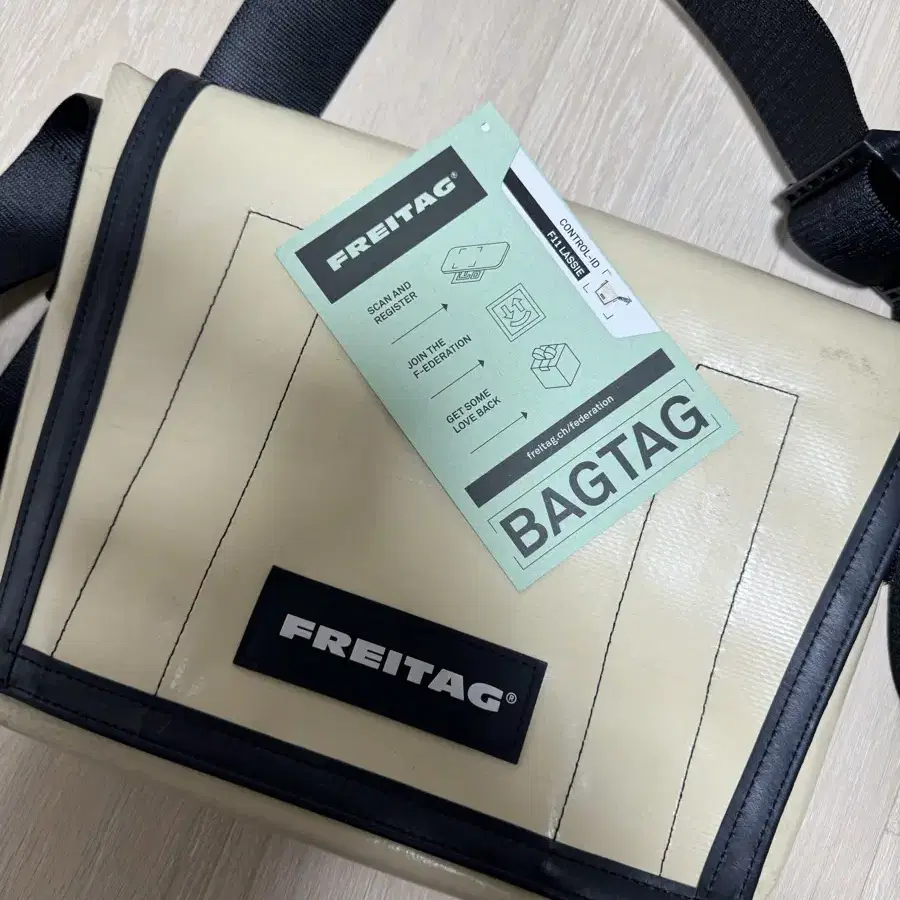 FREITAG®
CONTROL-ID
F11 LASSIE
SCAN AND
REGISTER
JOIN THE
F-EDERATION
GET SOME
LOVE BACK
freitag.ch/federation
BAGTAG
FREITAG®